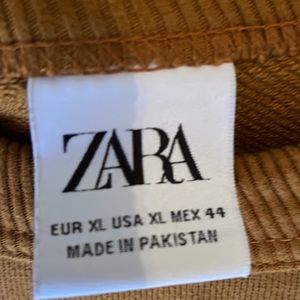 ZARA
EUR XL USA XL MEX 44
MADE IN PAKISTAN